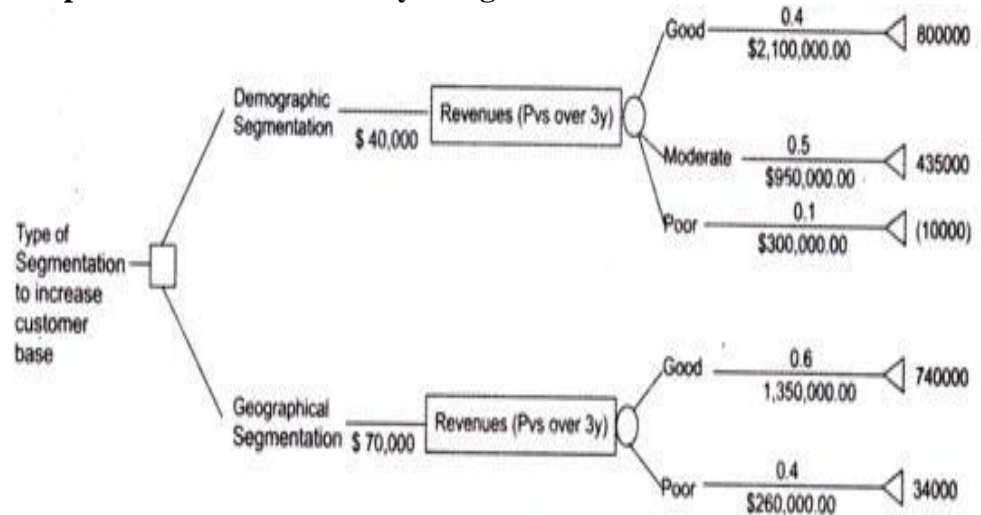 Good
0.4
$2,100,000.00
800000
Demographic
Segmentation
$ 40,000
Revenues (Pvs over 3y)
Moderate
0.5
$950,000.00
435000
Poor
0.1
$300,000.00
(10000)
Type of
Segmentation
to increase
customer
base
Good
0.6
1,350,000.00
740000
Geographical
Segmentation
$ 70,000
Revenues (Pvs over 3y)
Poor
0.4
$260,000.00
34000